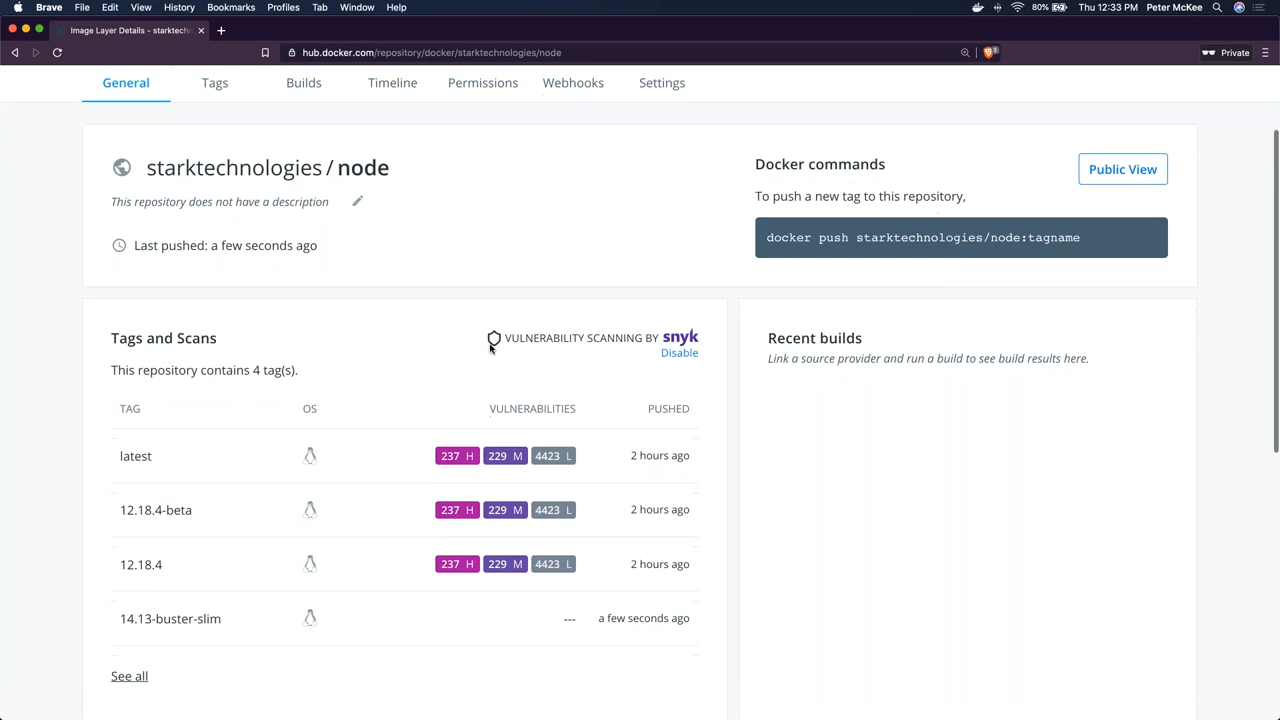 Brave File Edit View History Bookmarks Profiles Tab Window Help 80% Thu 12:33 PM Peter McKee
Image Layer Details - starktechn
hub.docker.com/repository/docker/starktechnologies/node Private
General Tags Builds Timeline Permissions Webhooks Settings
starktechnologies / node
This repository does not have a description
Last pushed: a few seconds ago
Docker commands
Public View
To push a new tag to this repository,
docker push starktechnologies/node:tagname
Tags and Scans
VULNERABILITY SCANNING BY snyk
Disable
This repository contains 4 tag(s).
TAG OS VULNERABILITIES PUSHED
latest 237 H 229 M 4423 L 2 hours ago
12.18.4-beta 237 H 229 M 4423 L 2 hours ago
12.18.4 237 H 229 M 4423 L 2 hours ago
14.13-buster-slim --- a few seconds ago
See all
Recent builds
Link a source provider and run a build to see build results here.